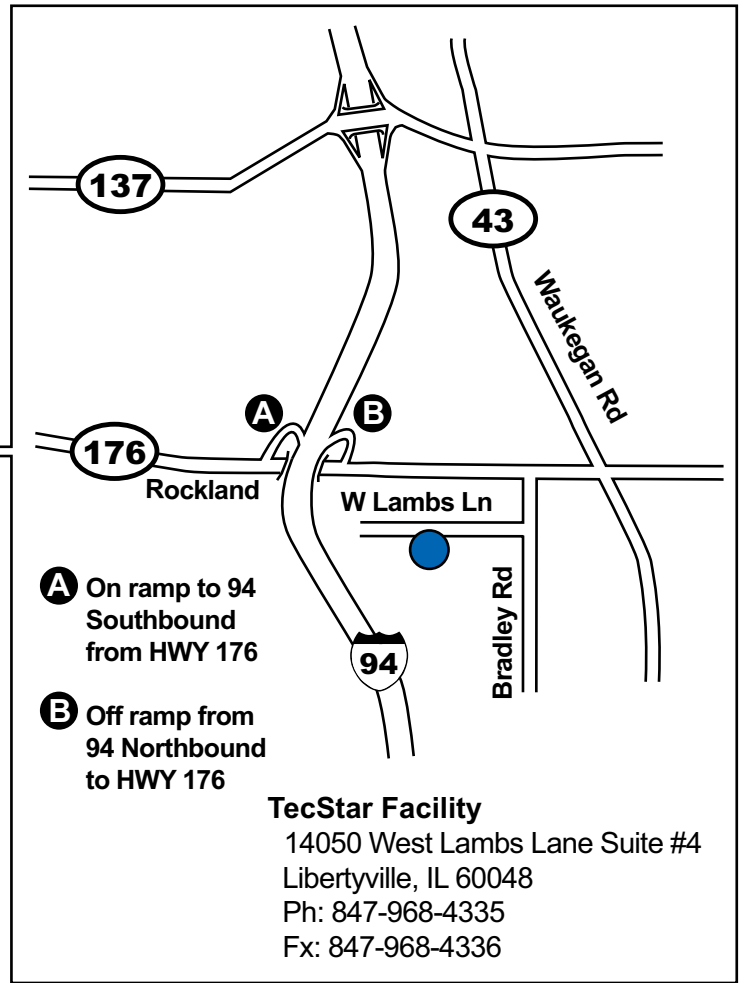 137
43
Waukegan Rd
A
B
176
Rockland
W Lambs Ln
Bradley Rd
94
A On ramp to 94
Southbound
from HWY 176
B Off ramp from
94 Northbound
to HWY 176
TecStar Facility
14050 West Lambs Lane Suite #4
Libertyville, IL 60048
Ph: 847-968-4335
Fx: 847-968-4336